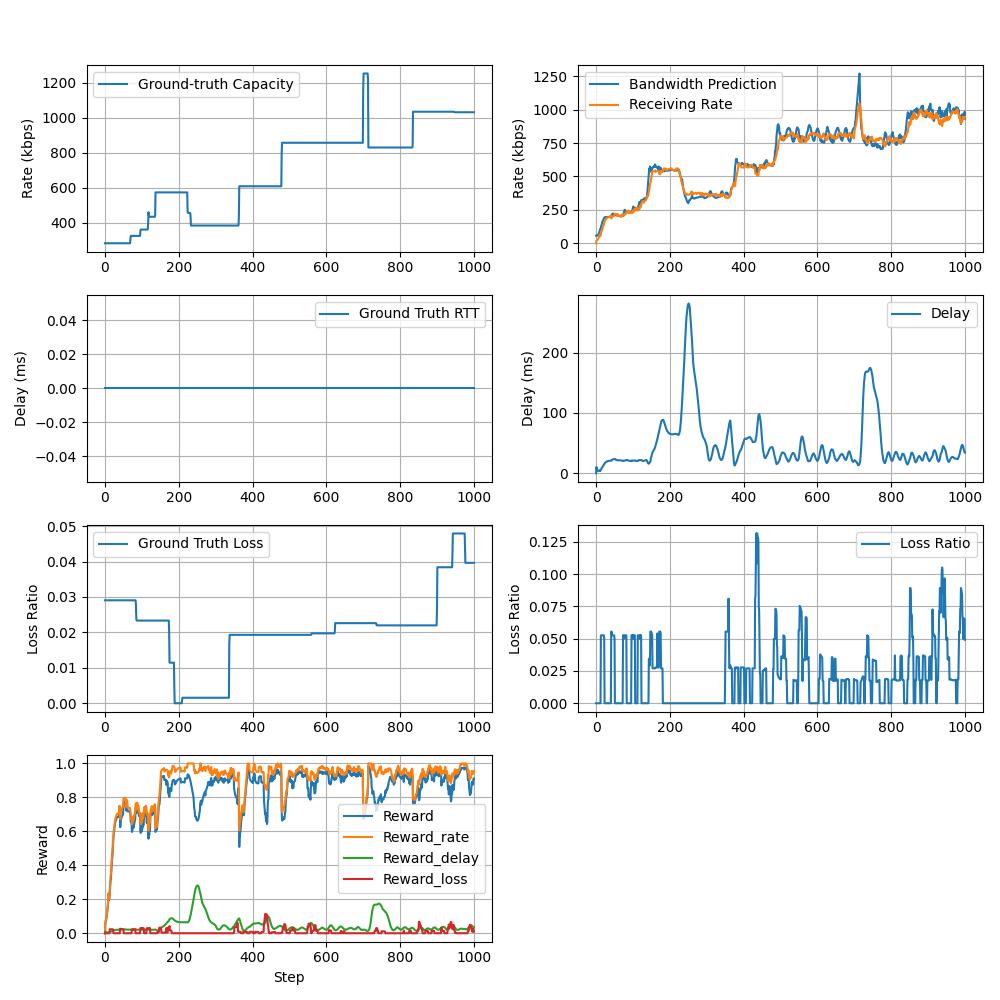 Rate (kbps)
1200
1000
800
600
400
0 200 400 600 800 1000
Ground-truth Capacity
Rate (kbps)
1250
1000
750
500
250
0
0 200 400 600 800 1000
Bandwidth Prediction
Receiving Rate
Delay (ms)
0.04
0.02
0.00
−0.02
−0.04
0 200 400 600 800 1000
Ground Truth RTT
Delay (ms)
200
100
0
0 200 400 600 800 1000
Delay
Loss Ratio
0.05
0.04
0.03
0.02
0.01
0.00
0 200 400 600 800 1000
Ground Truth Loss
Loss Ratio
0.125
0.100
0.075
0.050
0.025
0.000
0 200 400 600 800 1000
Loss Ratio
Reward
1.0
0.8
0.6
0.4
0.2
0.0
0 200 400 600 800 1000
Step
Reward
Reward_rate
Reward_delay
Reward_loss